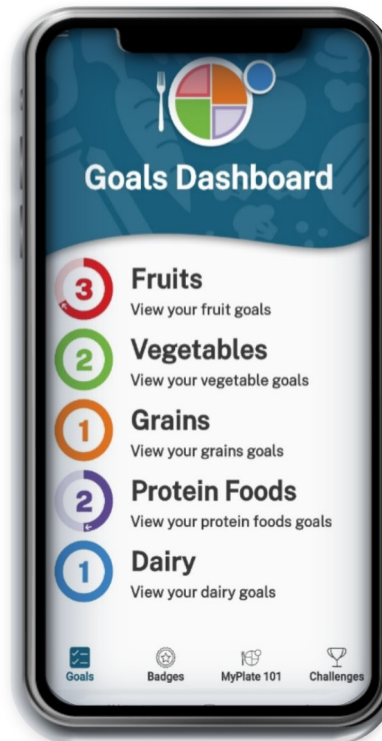 Goals Dashboard
3
Fruits
View your fruit goals
2
Vegetables
View your vegetable goals
1
Grains
View your grains goals
2
Protein Foods
View your protein foods goals
1
Dairy
View your dairy goals
Goals
Badges
MyPlate 101
Challenges